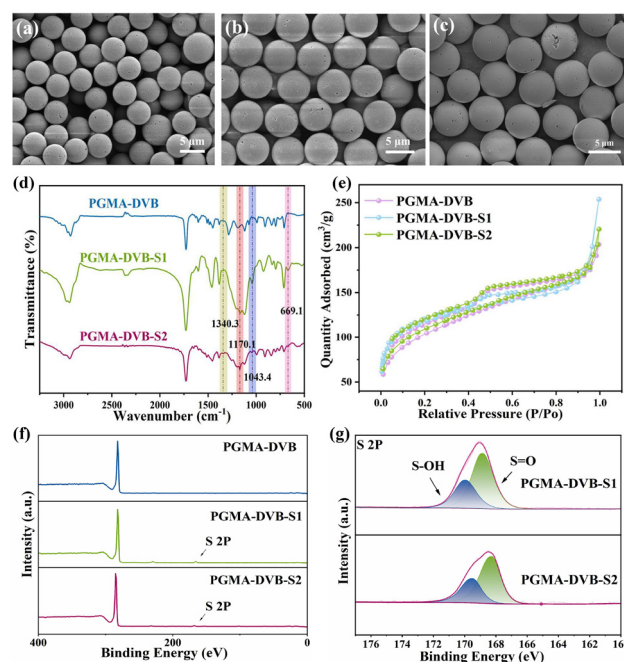 (a)
5 μm
(b)
5 μm
(c)
5 μm
(d)
PGMA-DVB
PGMA-DVB-S1
PGMA-DVB-S2
1340.3
1170.1
1043.4
669.1
Transmittance (%)
3000 2500 2000 1500 1000 500
Wavenumber (cm-1)
(e)
PGMA-DVB
PGMA-DVB-S1
PGMA-DVB-S2
Quantity Adsorbed (cm3/g)
250
200
150
100
50
0.0 0.2 0.4 0.6 0.8 1.0
Relative Pressure (P/Po)
(f)
PGMA-DVB
PGMA-DVB-S1
S 2P
PGMA-DVB-S2
S 2P
Intensity (a.u.)
400 200 0
Binding Energy (eV)
(g)
S 2P
S-OH
S=O
PGMA-DVB-S1
PGMA-DVB-S2
Intensity (a.u.)
176 174 172 170 168 166 164 162 160
Binding Energy (eV)